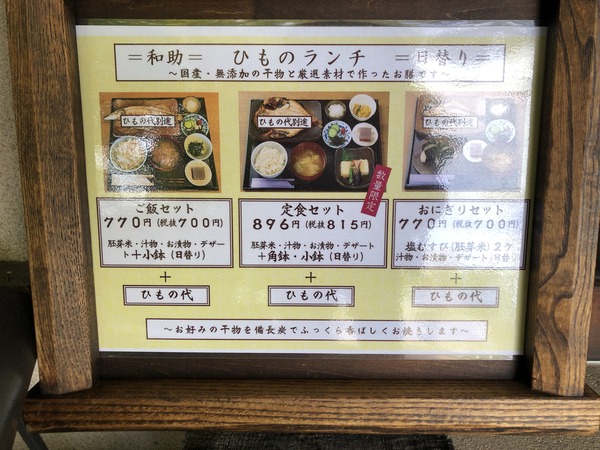 ＝和助＝ ひものランチ ＝日替り＝
～国産・無添加の干物と厳選素材で作ったお膳です～
ひもの代別途
ひもの代別途
ひもの代別途
数量限定
ご飯セット
770円(税抜700円)
胚芽米・汁物・お漬物・デザート
＋小鉢(日替り)
定食セット
896円(税抜815円)
胚芽米・汁物・お漬物・デザート
＋角鉢・小鉢(日替り)
おにぎりセット
770円(税抜700円)
塩むすび(胚芽米)2ケ
汁物・お漬物・デザート・日替り
＋
＋
＋
ひもの代
ひもの代
ひもの代
～お好みの干物を備長炭でふっくら香ばしくお焼きします～